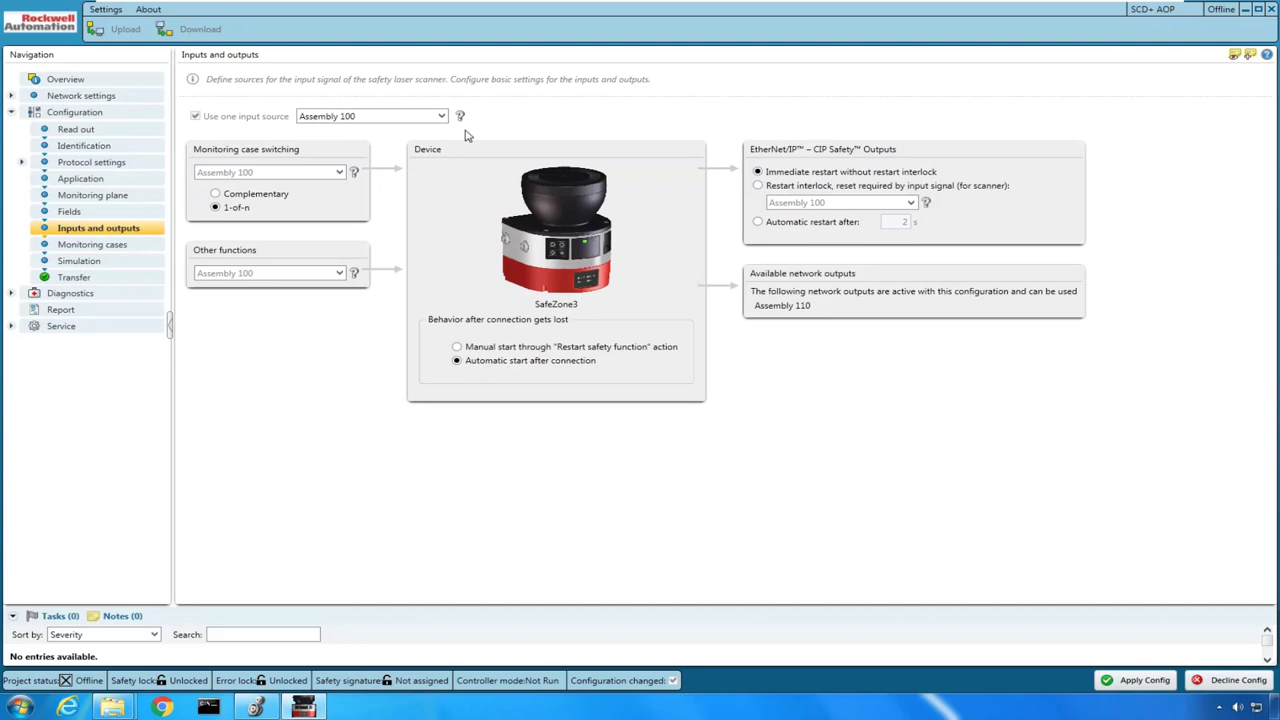 Rockwell
Automation
Settings About
SCD+ AOP Offline
Upload Download
Navigation
Overview
Network settings
Configuration
Read out
Identification
Protocol settings
Application
Monitoring plane
Fields
Inputs and outputs
Monitoring cases
Simulation
Transfer
Diagnostics
Report
Service
Inputs and outputs
Define sources for the input signal of the safety laser scanner. Configure basic settings for the inputs and outputs.
Use one input source Assembly 100
Monitoring case switching
Assembly 100
Complementary
1-of-n
Other functions
Assembly 100
Device
SafeZone3
Behavior after connection gets lost
Manual start through "Restart safety function" action
Automatic start after connection
EtherNet/IP™ – CIP Safety™ Outputs
Immediate restart without restart interlock
Restart interlock, reset required by input signal (for scanner):
Assembly 100
Automatic restart after: 2 s
Available network outputs
The following network outputs are active with this configuration and can be used
Assembly 110
Tasks (0) Notes (0)
Sort by: Severity Search:
No entries available.
Project status: Offline Safety lock: Unlocked Error lock: Unlocked Safety signature: Not assigned Controller mode:Not Run Configuration changed: Apply Config Decline Config